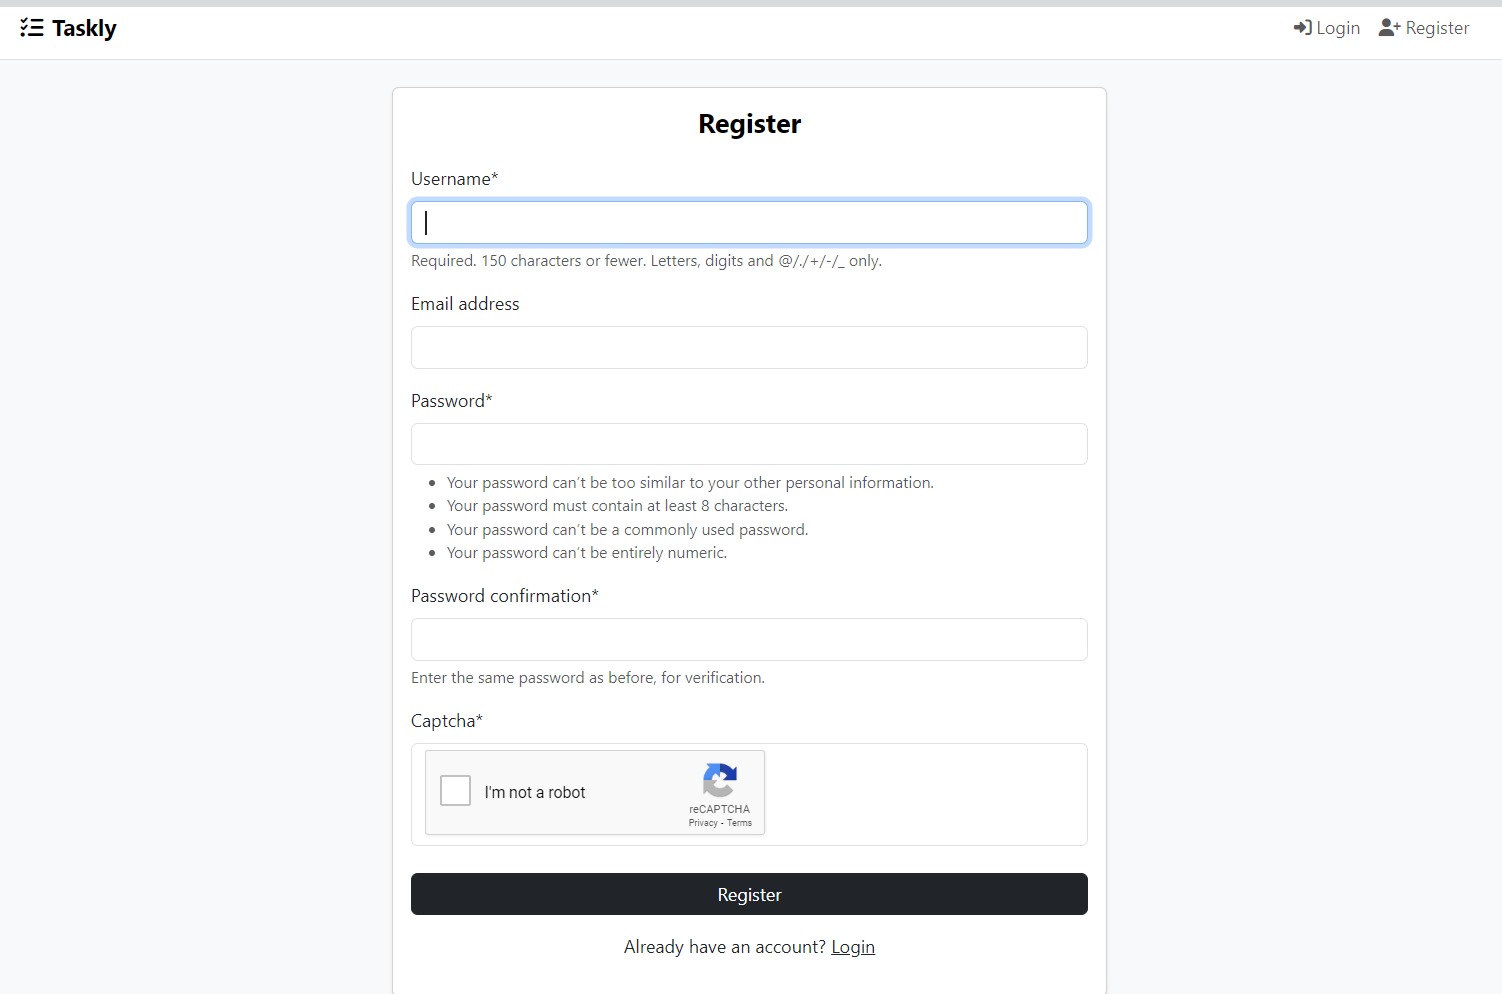 Taskly
Login Register
Register
Username*
Required. 150 characters or fewer. Letters, digits and @/./+/-/_ only.
Email address
Password*
Your password can't be too similar to your other personal information.
Your password must contain at least 8 characters.
Your password can't be a commonly used password.
Your password can't be entirely numeric.
Password confirmation*
Enter the same password as before, for verification.
Captcha*
I'm not a robot
reCAPTCHA
Privacy - Terms
Register
Already have an account? Login